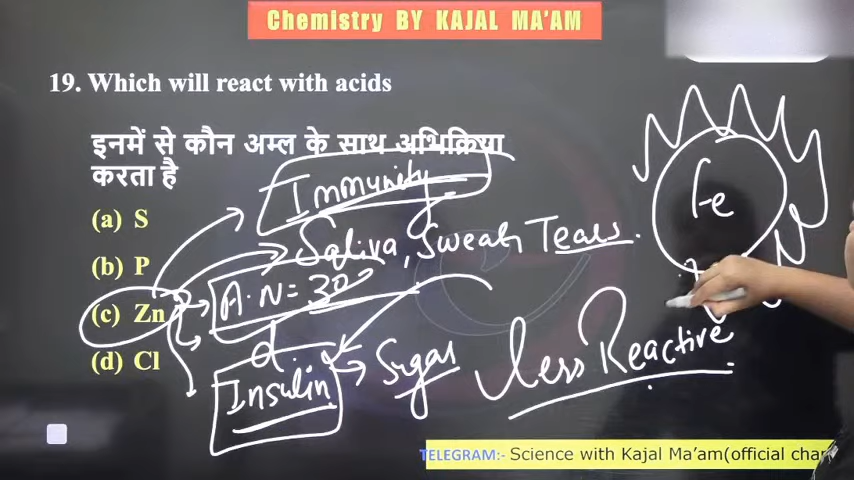 Chemistry BY KAJAL MA'AM
19. Which will react with acids
इनमें से कौन अम्ल के साथ अभिक्रिया
करता है
Immunity
(a) S
Saliva, Sweat Tears.
Fe
(b) P
A.N = 30
(c) Zn
d
less Reactive
(d) Cl
Insulin
Sugar
TELEGRAM:- Science with Kajal Ma'am(official